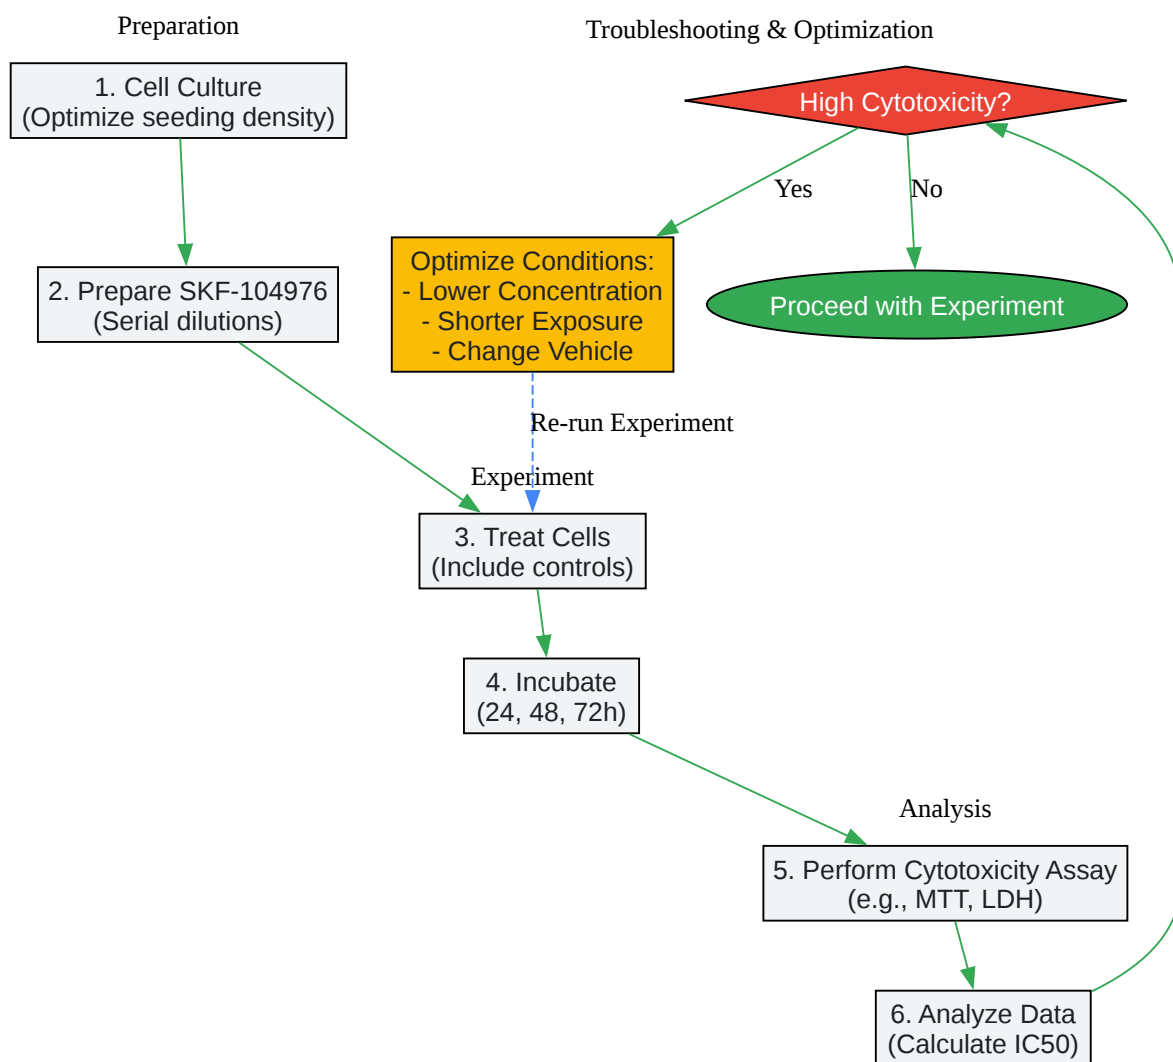 Preparation
1. Cell Culture
(Optimize seeding density)
2. Prepare SKF-104976
(Serial dilutions)
Troubleshooting & Optimization
High Cytotoxicity?
Yes
No
Optimize Conditions:
- Lower Concentration
- Shorter Exposure
- Change Vehicle
Proceed with Experiment
Re-run Experiment
Experiment
3. Treat Cells
(Include controls)
4. Incubate
(24, 48, 72h)
Analysis
5. Perform Cytotoxicity Assay
(e.g., MTT, LDH)
6. Analyze Data
(Calculate IC50)